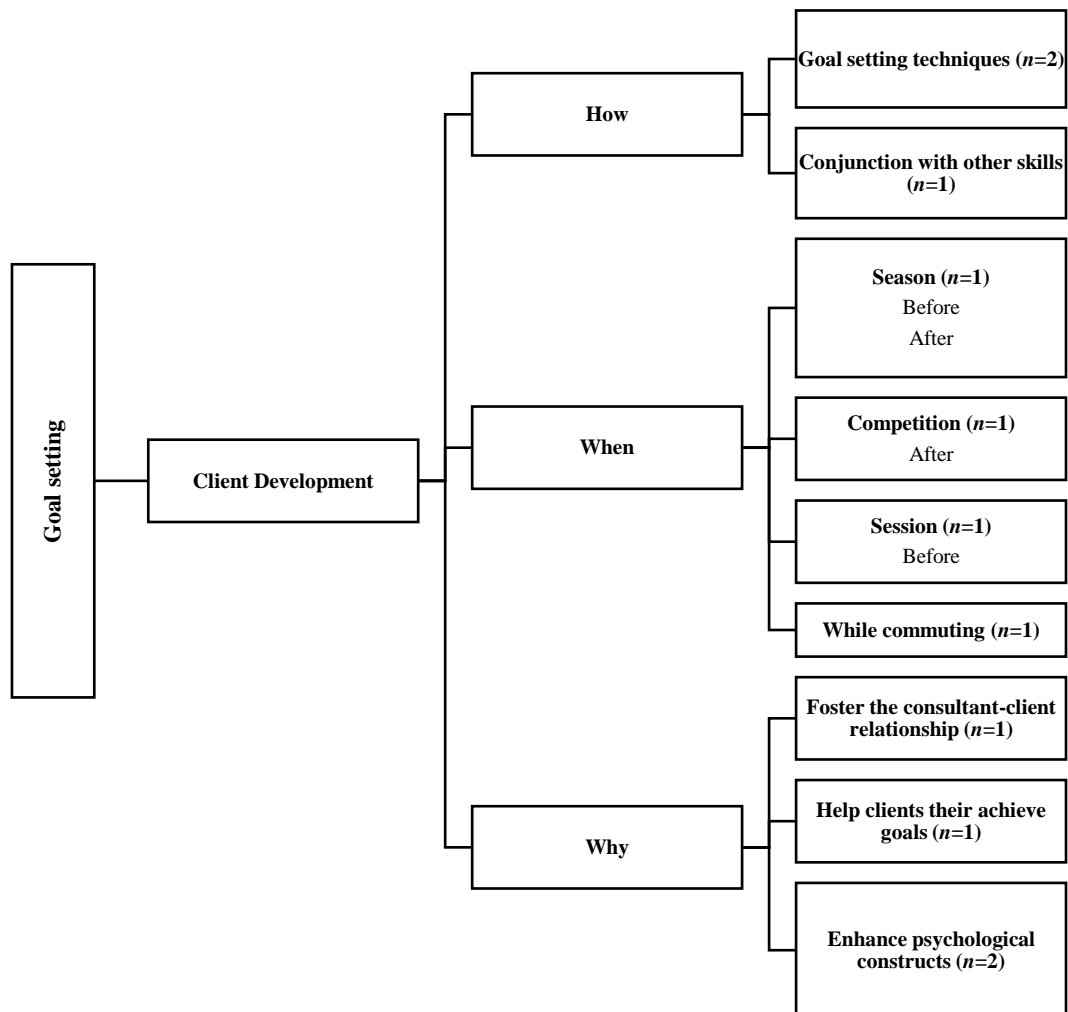 Goal setting
Client Development
How
Goal setting techniques (n=2)
Conjunction with other skills
(n=1)
When
Season (n=1)
Before
After
Competition (n=1)
After
Session (n=1)
Before
While commuting (n=1)
Why
Foster the consultant-client
relationship (n=1)
Help clients their achieve
goals (n=1)
Enhance psychological
constructs (n=2)